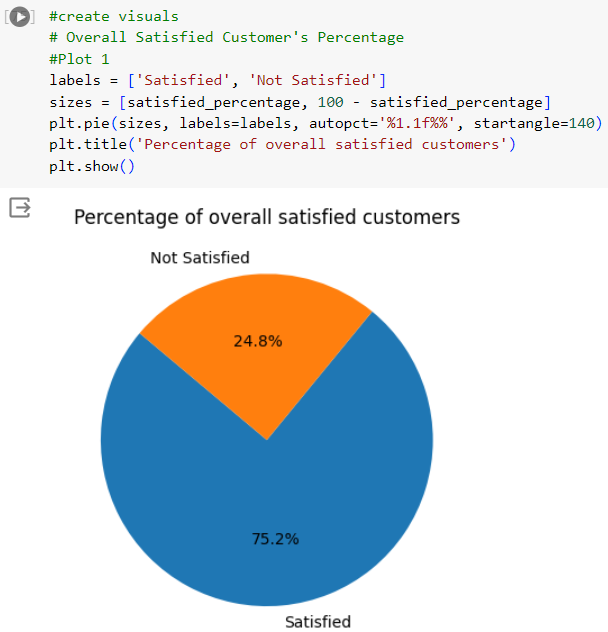 #create visuals
# Overall Satisfied Customer's Percentage
#Plot 1
labels = ['Satisfied', 'Not Satisfied']
sizes = [satisfied_percentage, 100 - satisfied_percentage]
plt.pie(sizes, labels=labels, autopct='%1.1f%%', startangle=140)
plt.title('Percentage of overall satisfied customers')
plt.show()
Percentage of overall satisfied customers
Not Satisfied
24.8%
75.2%
Satisfied